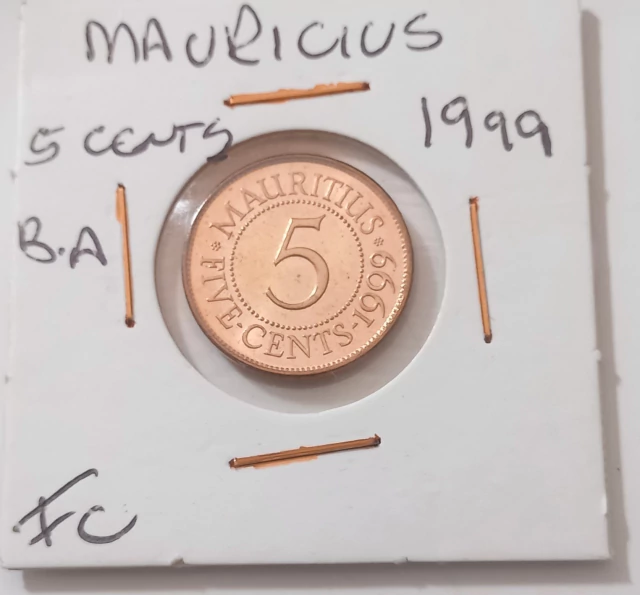 MAURICIUS
5 CENTS
1999
B.A
MAURITIUS
5
FIVE-CENTS-1999
FC